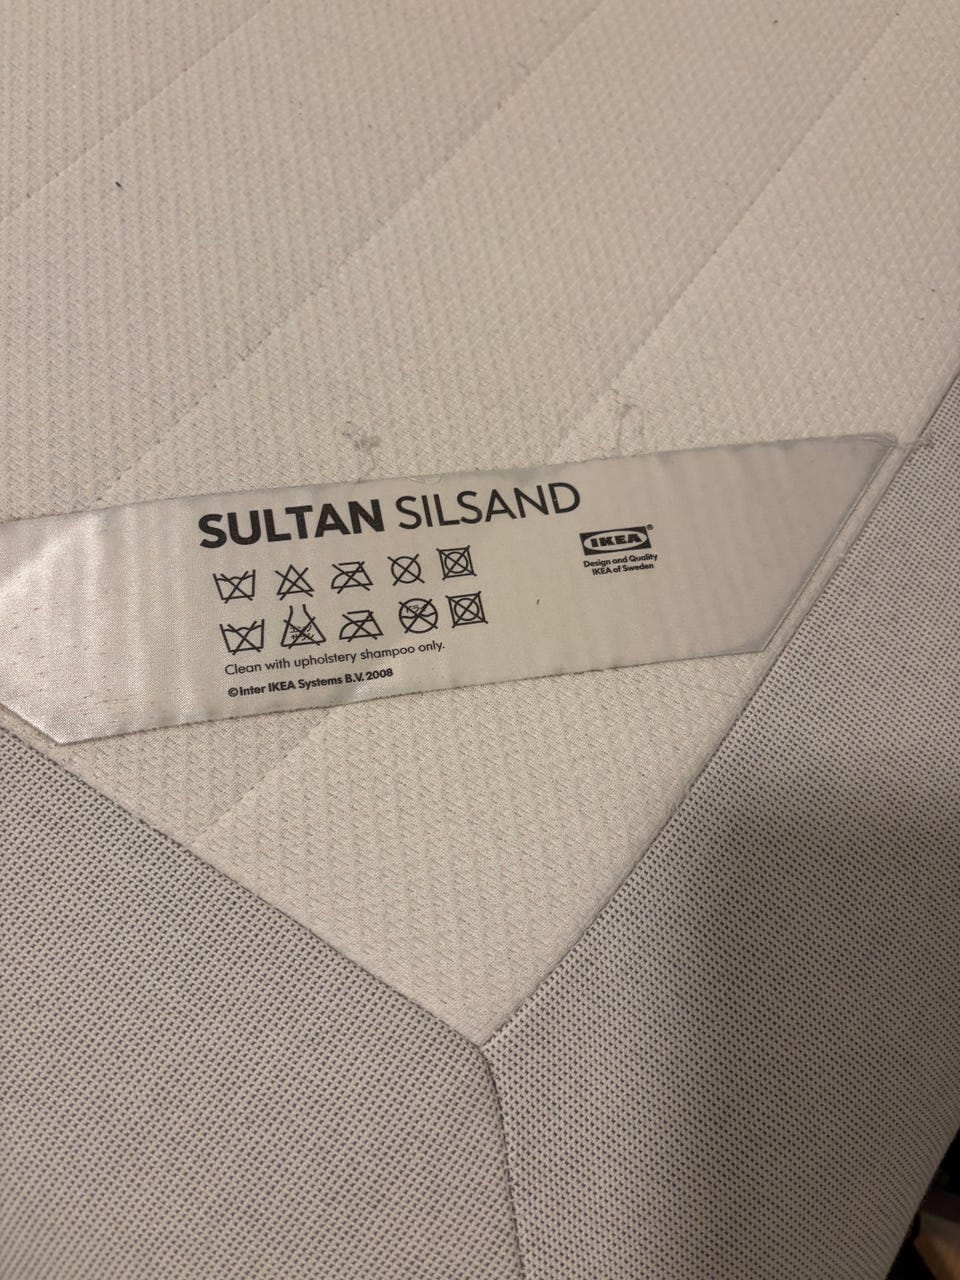 SULTAN SILSAND
IKEA®
Design and Quality
IKEA of Sweden
Clean with upholstery shampoo only.
©Inter IKEA Systems B.V. 2008